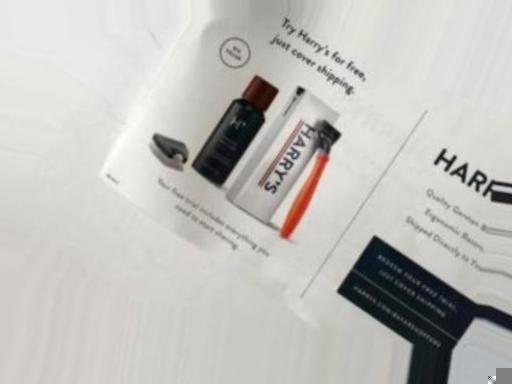 Try Harry's for free,
just cover shipping.
H'
HARRY'S
Your free trial includes everything you
need to start shaving.
HARR
Quality German
Ergonomic Razors,
Shipped Directly to
REDEEM YOUR FREE TRIAL
JUST COVER SHIPPING